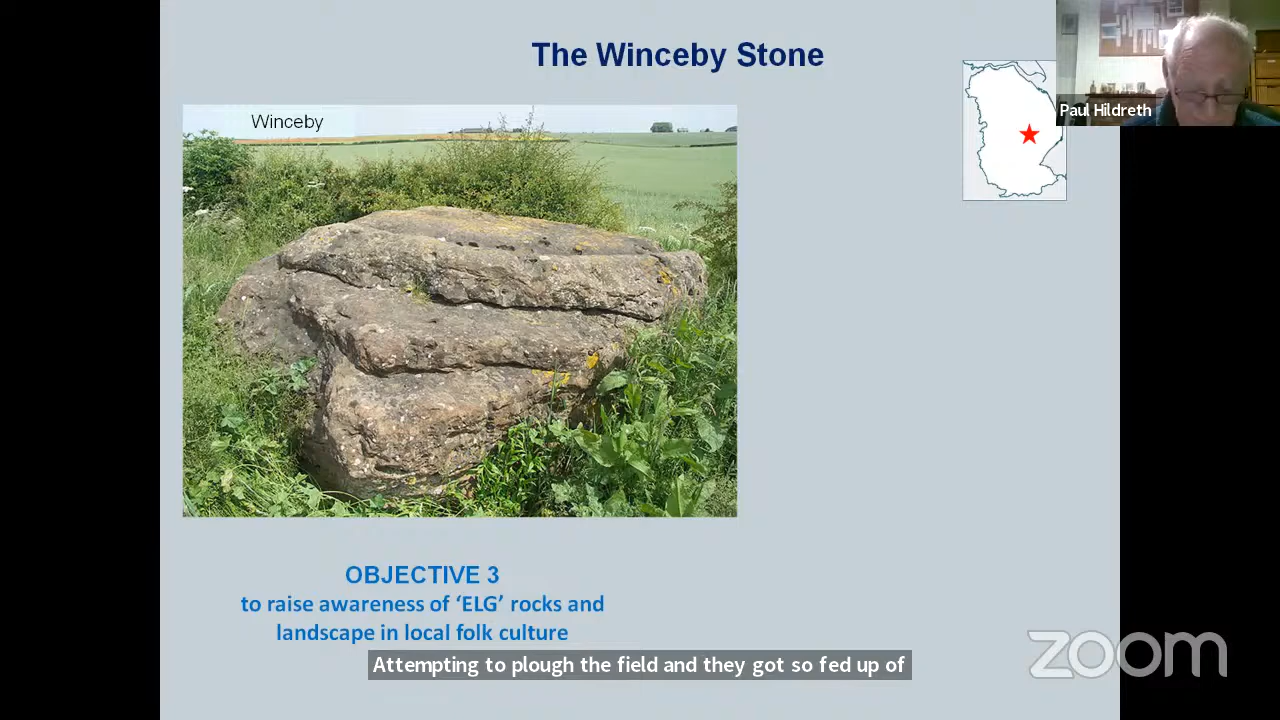 The Winceby Stone
Winceby
Paul Hildreth
OBJECTIVE 3
to raise awareness of ‘ELG’ rocks and
landscape in local folk culture
Attempting to plough the field and they got so fed up of
zoom